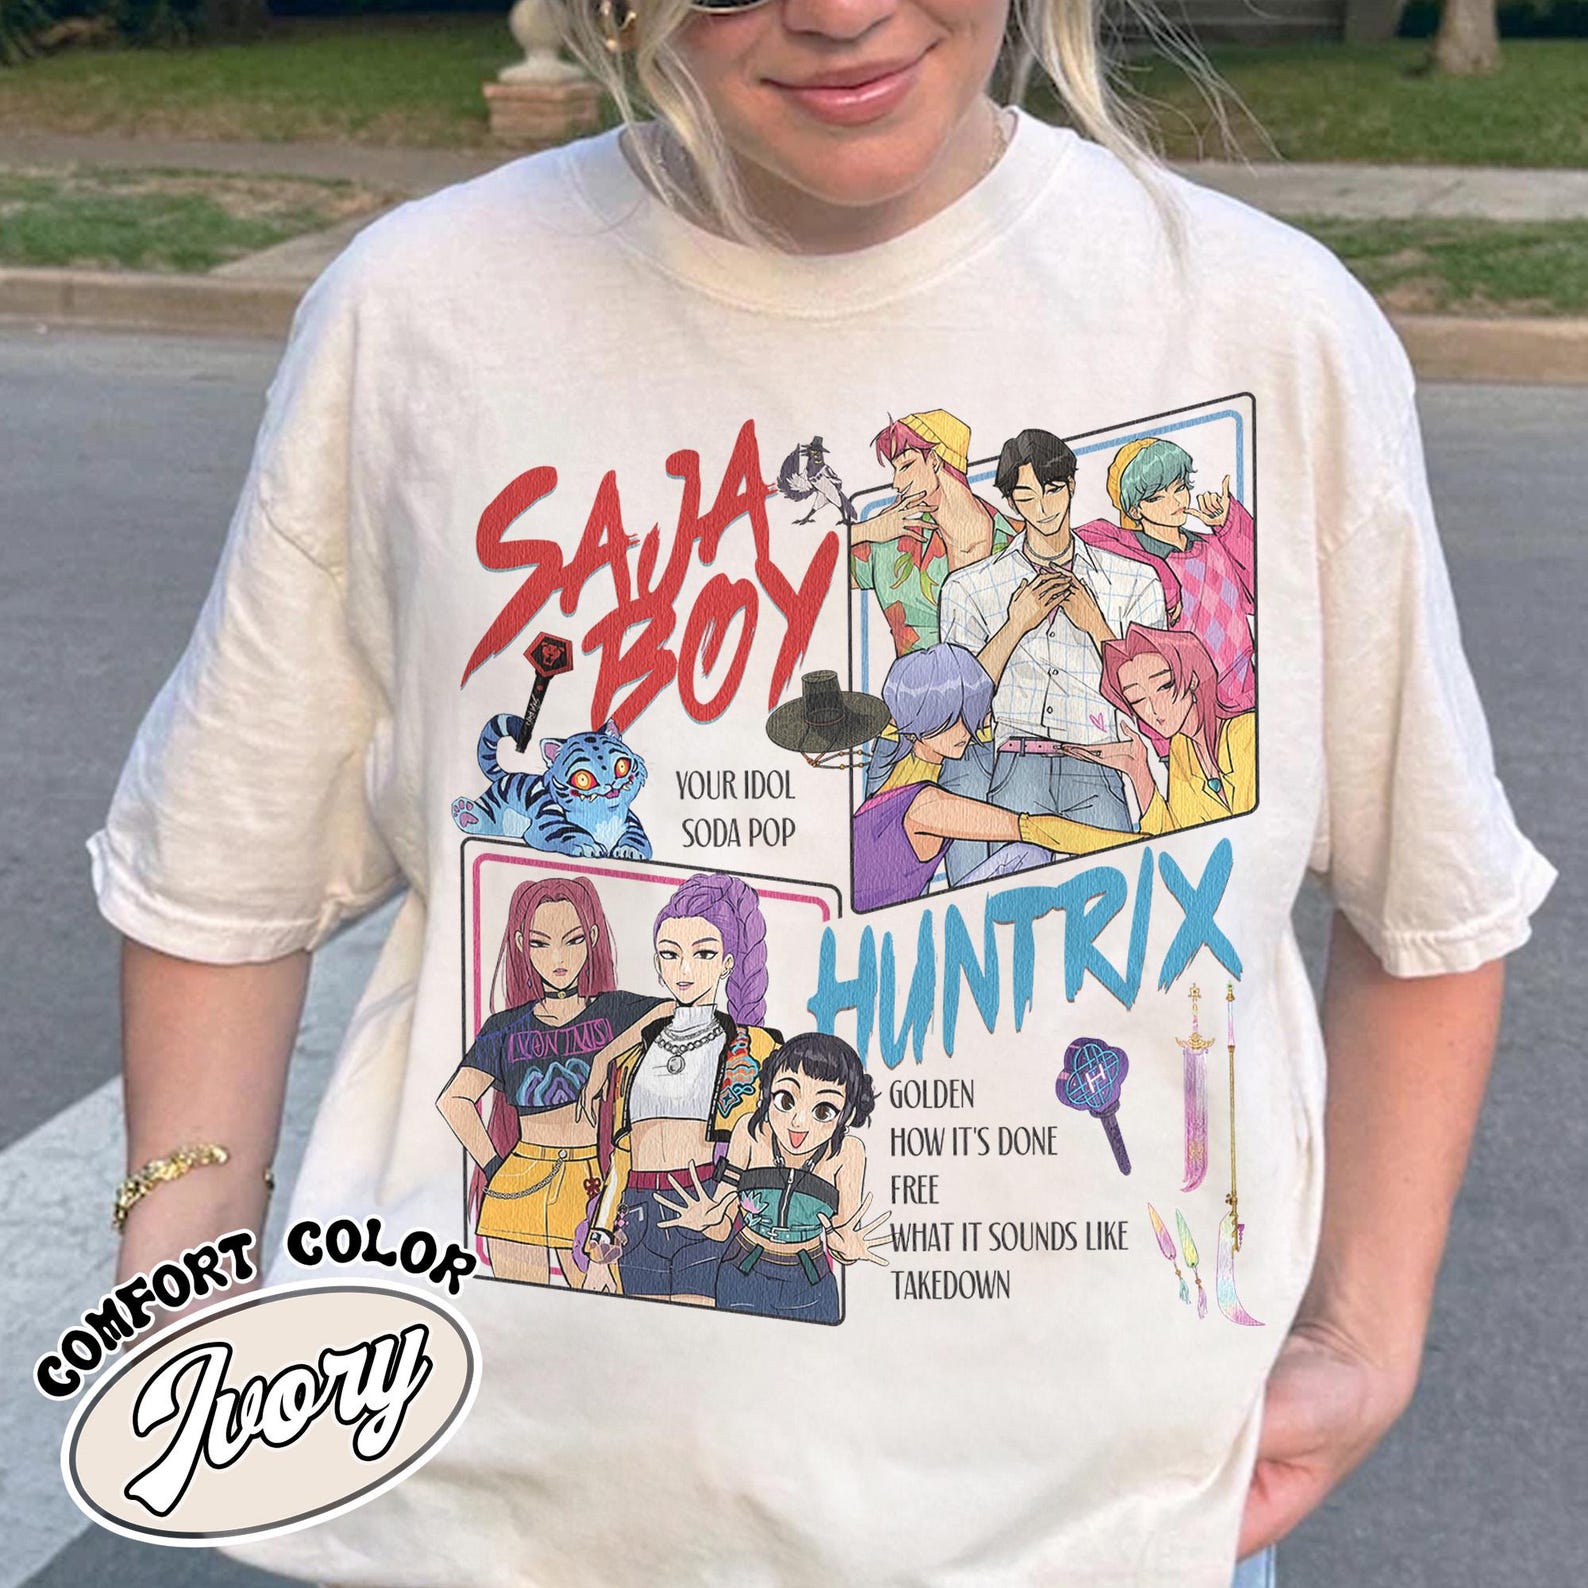 SAJA
BOY
YOUR IDOL
SODA POP
HUNTRIX
H
GOLDEN
HOW IT'S DONE
FREE
WHAT IT SOUNDS LIKE
TAKEDOWN
COMFORT COLOR
Ivory